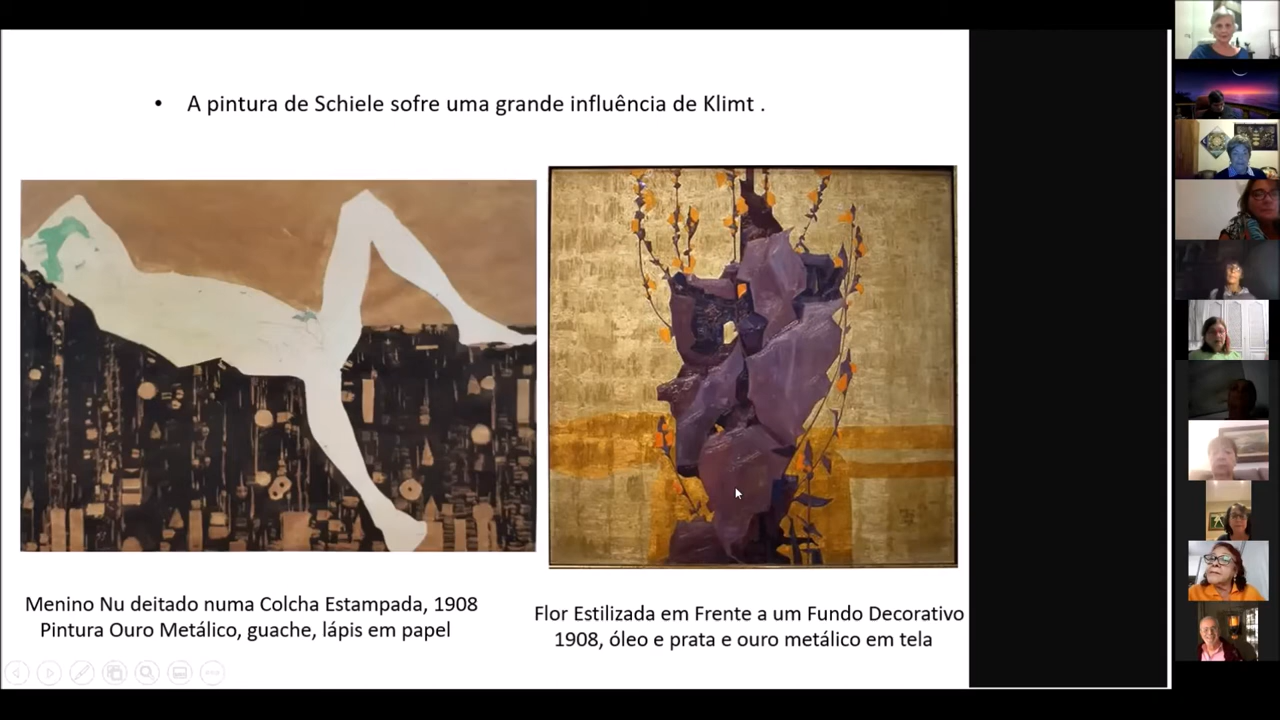 • A pintura de Schiele sofre uma grande influência de Klimt .
Menino Nu deitado numa Colcha Estampada, 1908
Pintura Ouro Metálico, guache, lápis em papel
Flor Estilizada em Frente a um Fundo Decorativo
1908, óleo e prata e ouro metálico em tela